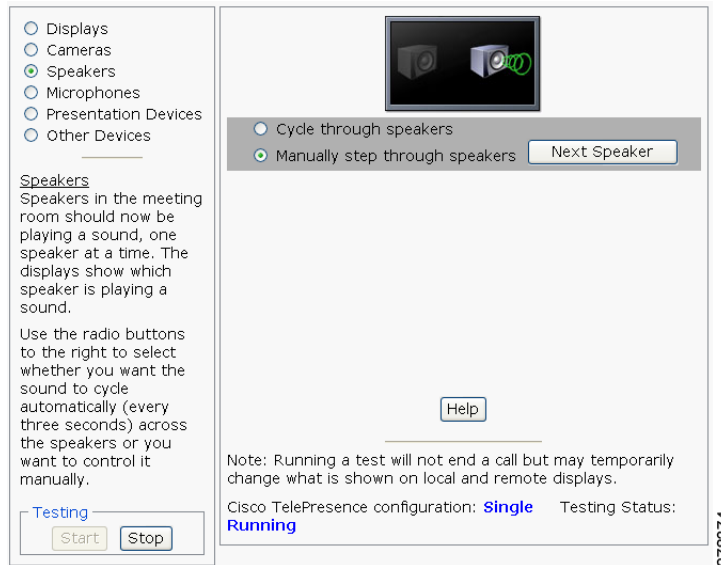 Displays
Cameras
Speakers
Microphones
Presentation Devices
Other Devices
Speakers
Speakers in the meeting
room should now be
playing a sound, one
speaker at a time. The
displays show which
speaker is playing a
sound.
Use the radio buttons
to the right to select
whether you want the
sound to cycle
automatically (every
three seconds) across
the speakers or you
want to control it
manually.
Testing
Start Stop
Cycle through speakers
Manually step through speakers Next Speaker
Help
Note: Running a test will not end a call but may temporarily
change what is shown on local and remote displays.
Cisco TelePresence configuration: Single Testing Status:
Running